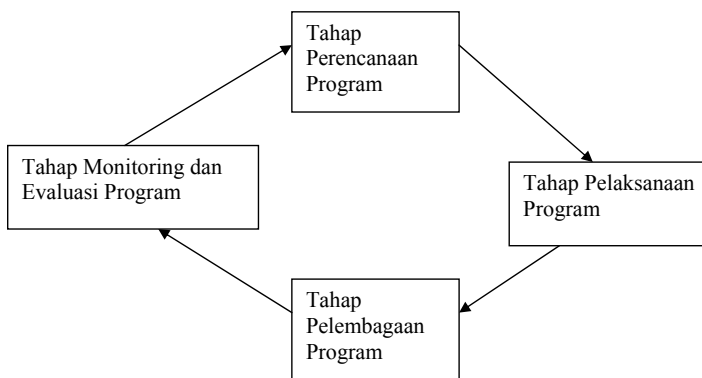 Tahap
Perencanaan
Program
Tahap Monitoring dan
Evaluasi Program
Tahap Pelaksanaan
Program
Tahap
Pelembagaan
Program